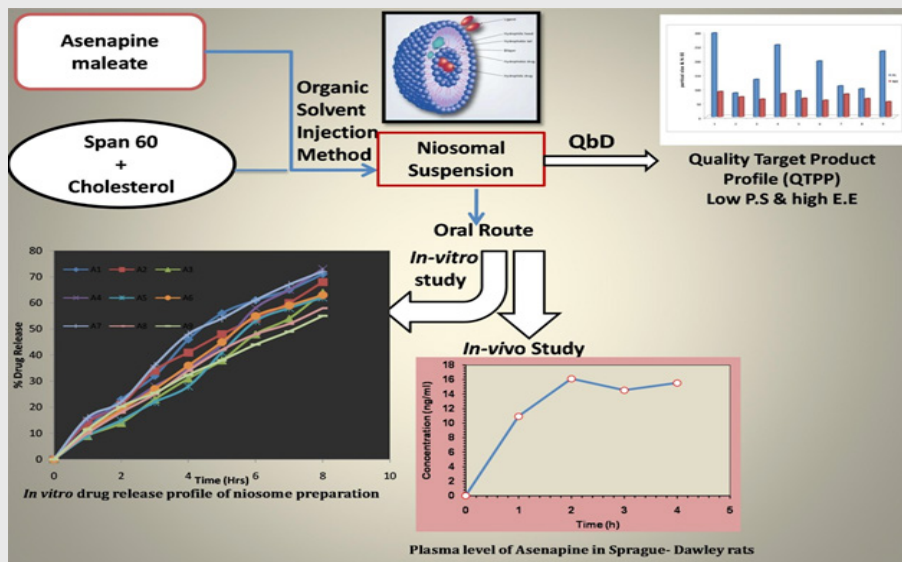 Asenapine
maleate
Span 60
+
Cholesterol
Organic
Solvent
Injection
Method
Niosomal
Suspension
QbD
Quality Target Product
Profile (QTPP)
Low P.S & high E.E
Oral Route
In-vitro
study
In-vivo Study
80
70
60
50
40
30
20
10
0
% Drug Release
A1 A2 A3
A4 A5 A6
A7 A8 A9
0 2 4 6 8 10
Time (Hrs)
In vitro drug release profile of niosome preparation
18
16
14
12
10
8
6
4
2
0
Concentration (ng/ml)
0 1 2 3 4 5
Time (h)
Plasma level of Asenapine in Sprague- Dawley rats